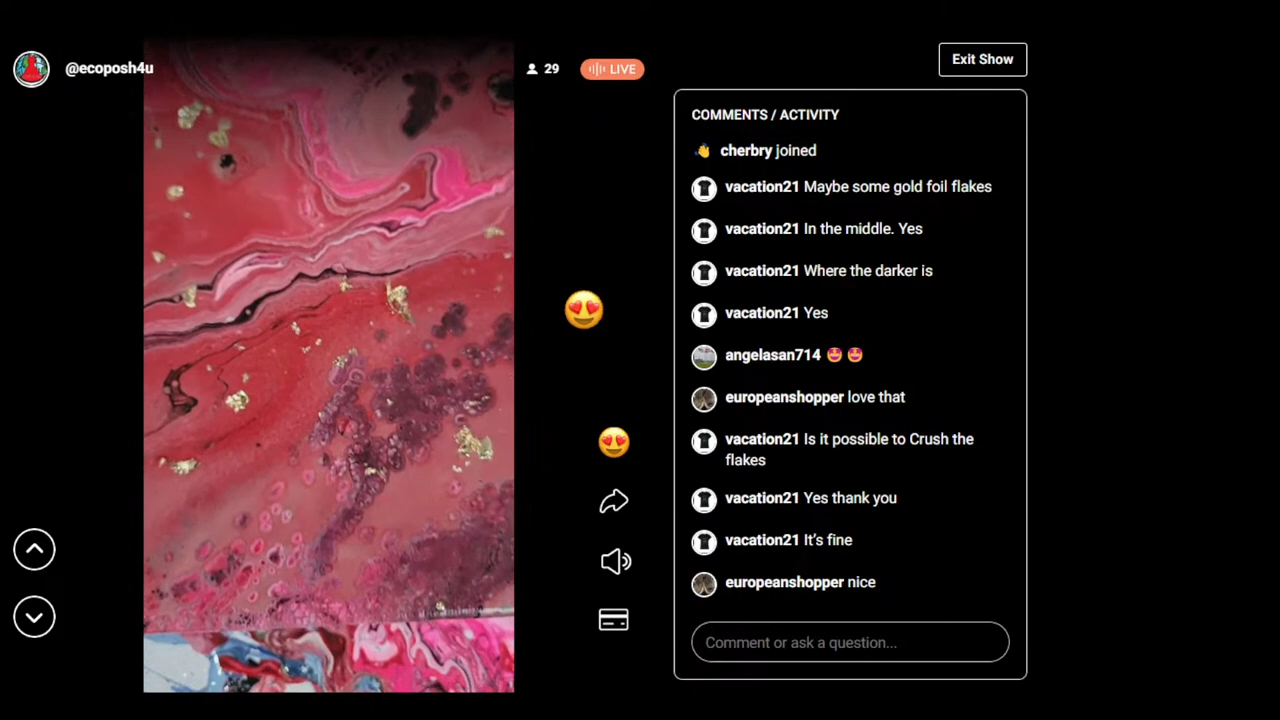 @ecoposh4u
29
LIVE
Exit Show
COMMENTS / ACTIVITY
👋 cherbry joined
vacation21 Maybe some gold foil flakes
vacation21 In the middle. Yes
vacation21 Where the darker is
vacation21 Yes
angelasan714 🤩 🤩
europeanshopper love that
vacation21 Is it possible to Crush the
flakes
vacation21 Yes thank you
vacation21 It's fine
europeanshopper nice
Comment or ask a question...